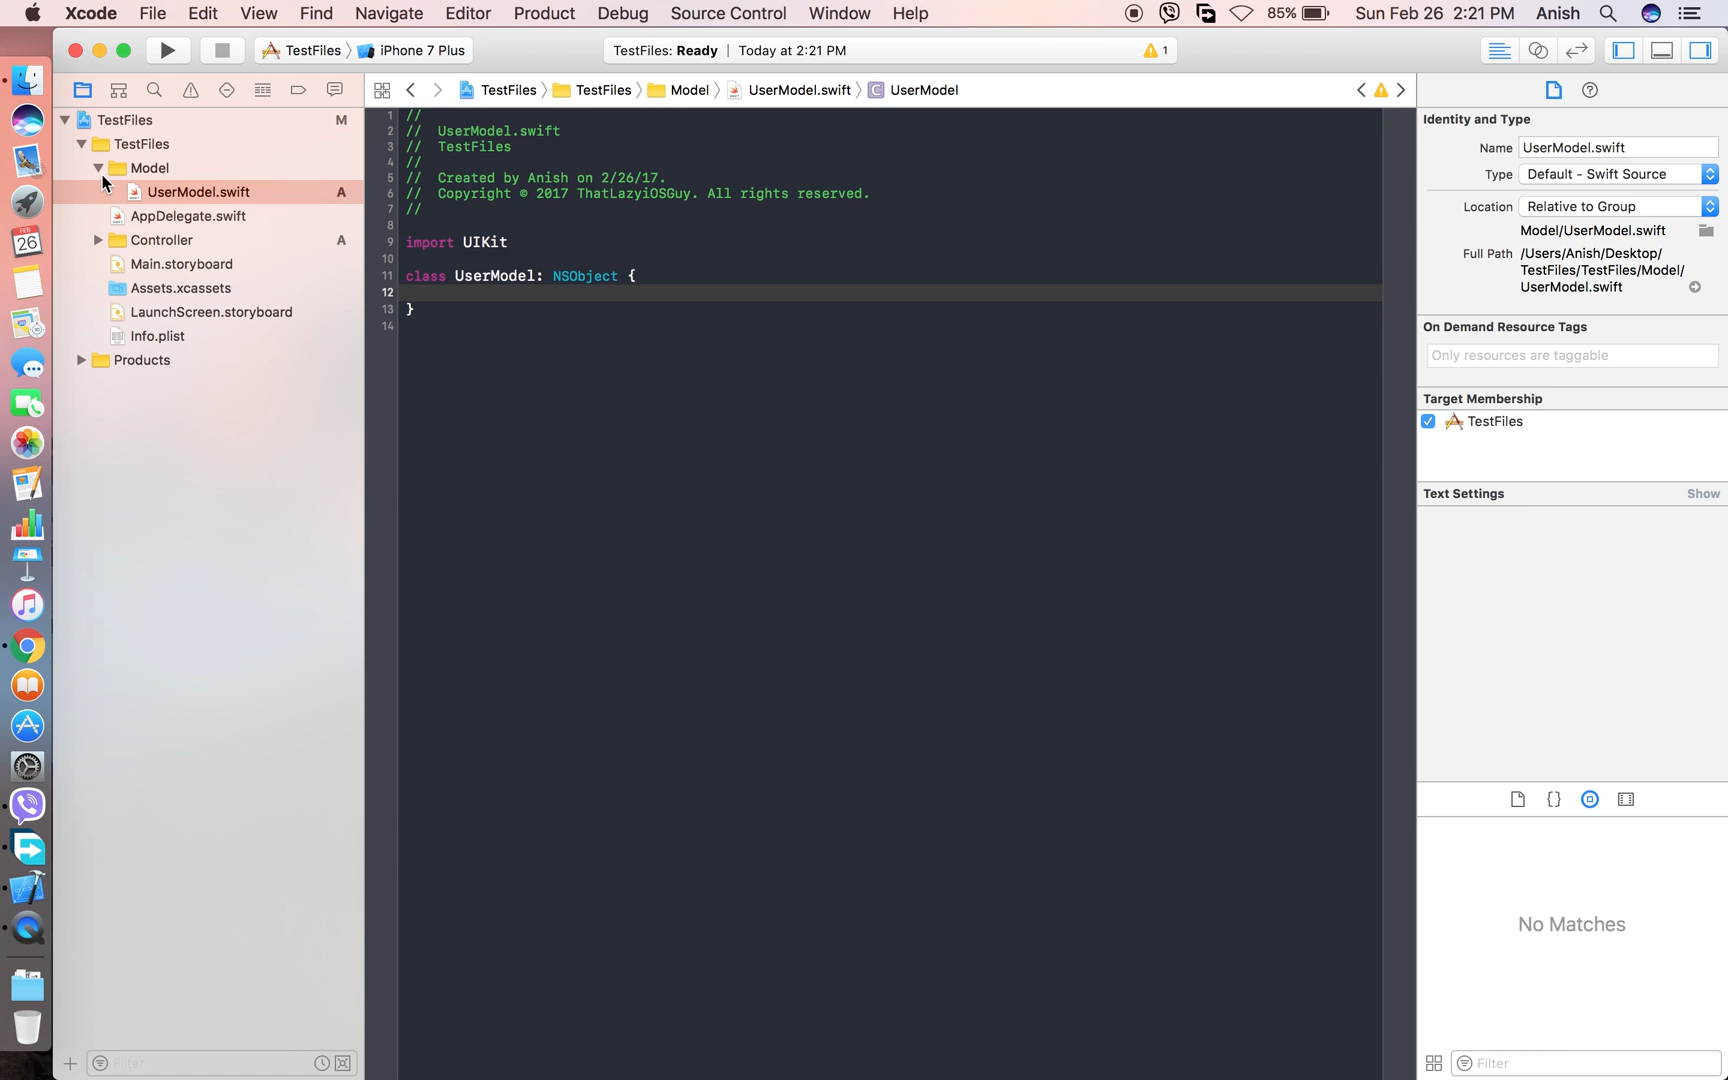 Xcode File Edit View Find Navigate Editor Product Debug Source Control Window Help 85% Sun Feb 26 2:21 PM Anish
TestFiles iPhone 7 Plus TestFiles: Ready | Today at 2:21 PM 1
TestFiles TestFiles Model UserModel.swift C UserModel
TestFiles M
TestFiles
Model
UserModel.swift A
AppDelegate.swift
Controller A
Main.storyboard
Assets.xcassets
LaunchScreen.storyboard
Info.plist
Products
FEB
26
Filter
1 //
2 // UserModel.swift
3 // TestFiles
4 //
5 // Created by Anish on 2/26/17.
6 // Copyright © 2017 ThatLazyiOSGuy. All rights reserved.
7 //
8
9 import UIKit
10
11 class UserModel: NSObject {
12
13 }
14
Identity and Type
Name UserModel.swift
Type Default - Swift Source
Location Relative to Group
Model/UserModel.swift
Full Path /Users/Anish/Desktop/
TestFiles/TestFiles/Model/
UserModel.swift
On Demand Resource Tags
Only resources are taggable
Target Membership
TestFiles
Text Settings Show
{}
No Matches
Filter